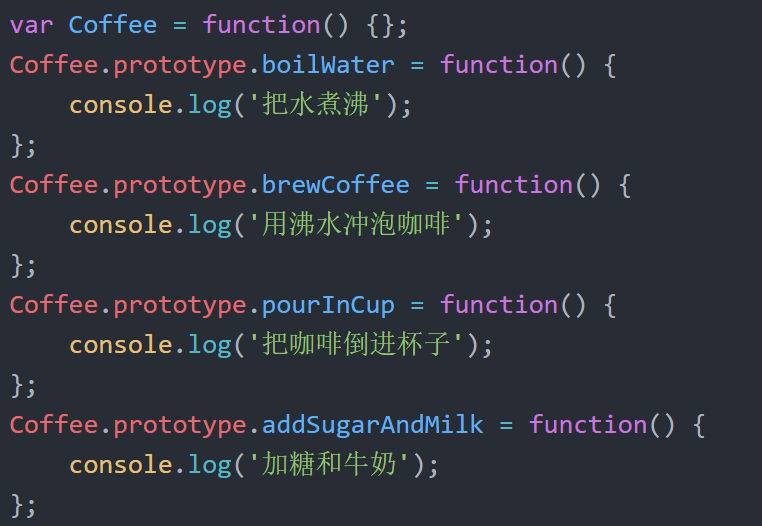 var Coffee = function() {};
Coffee.prototype.boilWater = function() {
    console.log('把水煮沸');
};
Coffee.prototype.brewCoffee = function() {
    console.log('用沸水冲泡咖啡');
};
Coffee.prototype.pourInCup = function() {
    console.log('把咖啡倒进杯子');
};
Coffee.prototype.addSugarAndMilk = function() {
    console.log('加糖和牛奶');
};